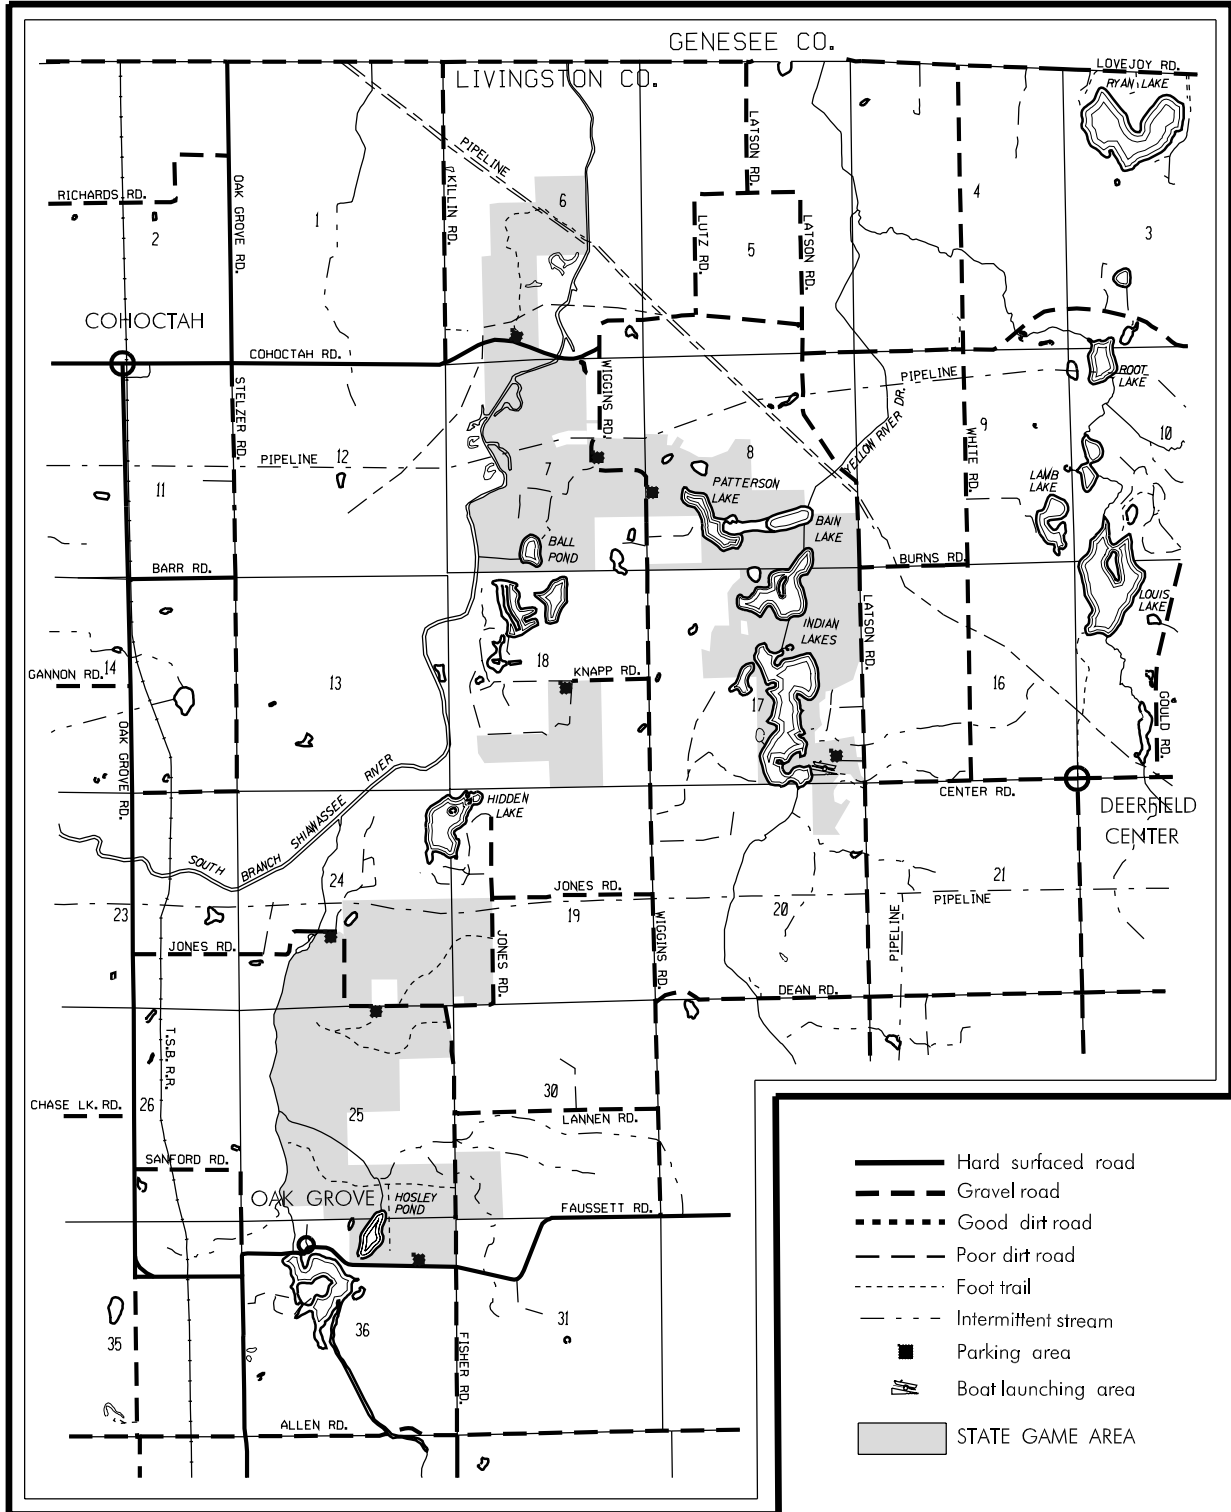 GENESEE CO.
LIVINGSTON CO.
LOVEJOY RD.
RYAN LAKE
PIPELINE
LATSON RD.
KILLIN RD.
OAK GROVE RD.
RICHARDS RD.
1
2
3
4
5
6
LUTZ RD.
LATSON RD.
COHOCTAH
COHOCTAH RD.
STELZER RD.
WIGGINS RD.
PIPELINE
YELLOW RIVER DR.
ROOT
LAKE
WHITE RD.
9
10
PIPELINE
12
11
7
8
PATTERSON
LAKE
BAIN
LAKE
LAMB
LAKE
BALL
POND
BARR RD.
BURNS RD.
LOUIS
LAKE
INDIAN
LAKES
LATSON RD.
GANNON RD.
14
13
18
KNAPP RD.
17
16
GOULD RD.
OAK GROVE RD.
SOUTH BRANCH SHIAWASSEE RIVER
HIDDEN
LAKE
CENTER RD.
DEERFIELD
CENTER
24
23
JONES RD.
19
20
21
PIPELINE
PIPELINE
WIGGINS RD.
JONES RD.
JONES RD.
DEAN RD.
T.S.B. R.R.
CHASE LK. RD.
26
25
30
LANNEN RD.
SANFORD RD.
OAK GROVE
HOSLEY
POND
FAUSSETT RD.
35
36
31
FISHER RD.
ALLEN RD.
Hard surfaced road
Gravel road
Good dirt road
Poor dirt road
Foot trail
Intermittent stream
Parking area
Boat launching area
STATE GAME AREA